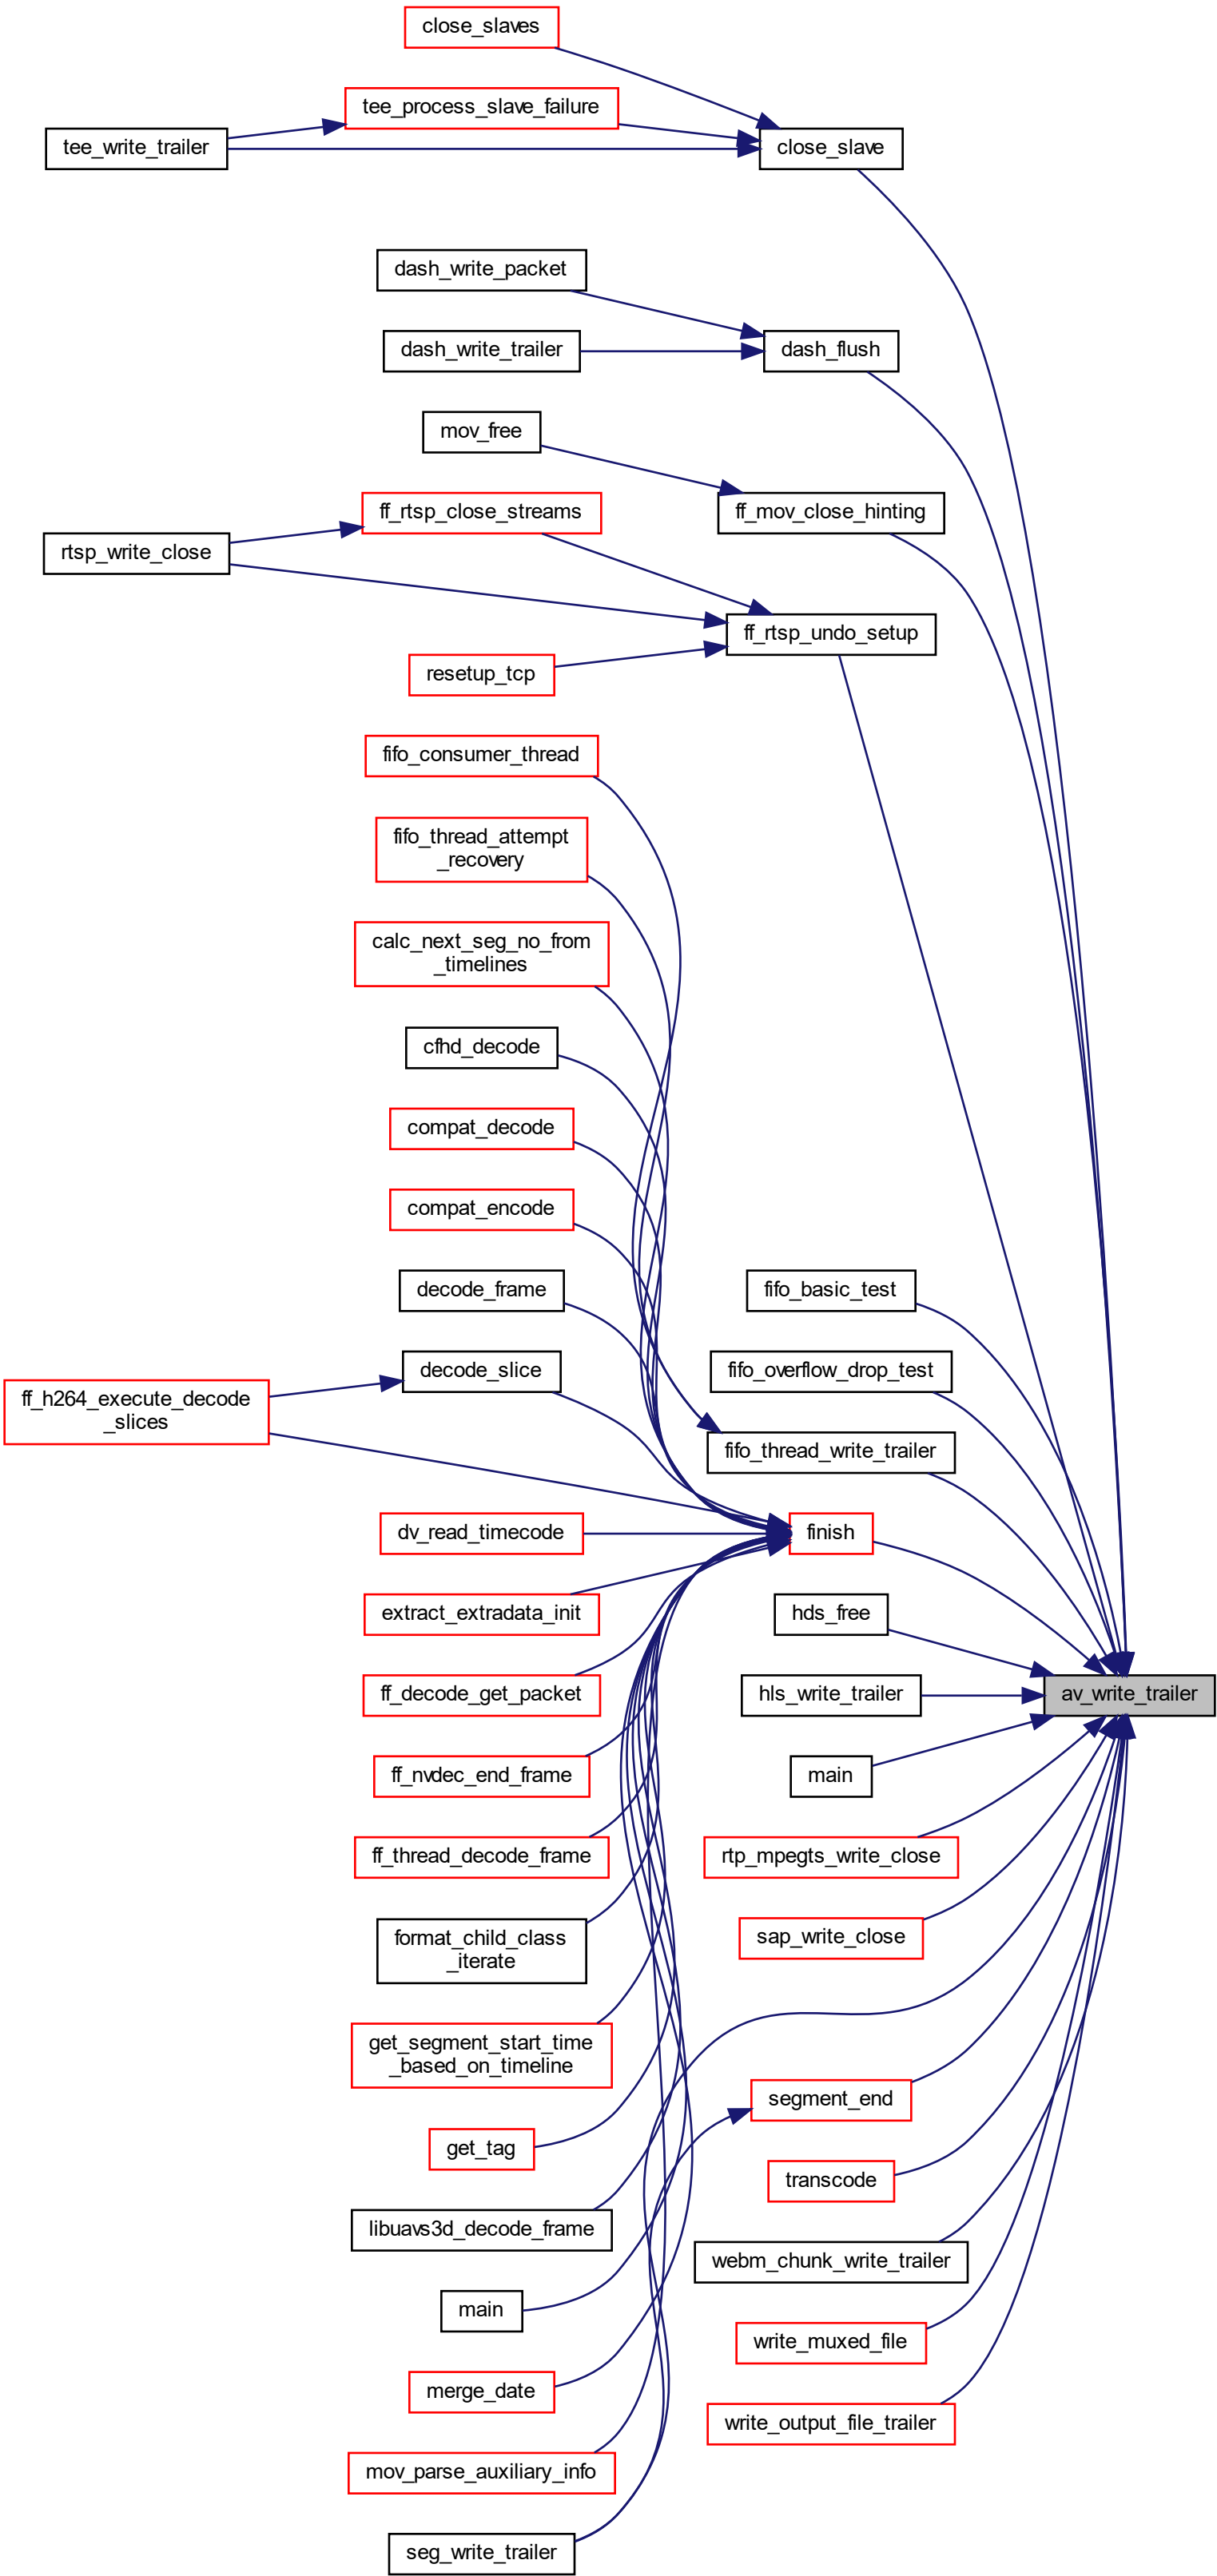 close_slaves
tee_process_slave_failure
tee_write_trailer
close_slave
dash_write_packet
dash_write_trailer
dash_flush
mov_free
ff_rtsp_close_streams
ff_mov_close_hinting
rtsp_write_close
ff_rtsp_undo_setup
resetup_tcp
fifo_consumer_thread
fifo_thread_attempt
_recovery
calc_next_seg_no_from
_timelines
cfhd_decode
compat_decode
compat_encode
decode_frame
fifo_basic_test
decode_slice
fifo_overflow_drop_test
ff_h264_execute_decode
_slices
fifo_thread_write_trailer
dv_read_timecode
finish
extract_extradata_init
hds_free
ff_decode_get_packet
hls_write_trailer
av_write_trailer
ff_nvdec_end_frame
main
ff_thread_decode_frame
rtp_mpegts_write_close
format_child_class
_iterate
sap_write_close
get_segment_start_time
_based_on_timeline
segment_end
get_tag
transcode
libuavs3d_decode_frame
webm_chunk_write_trailer
main
write_muxed_file
merge_date
write_output_file_trailer
mov_parse_auxiliary_info
seg_write_trailer